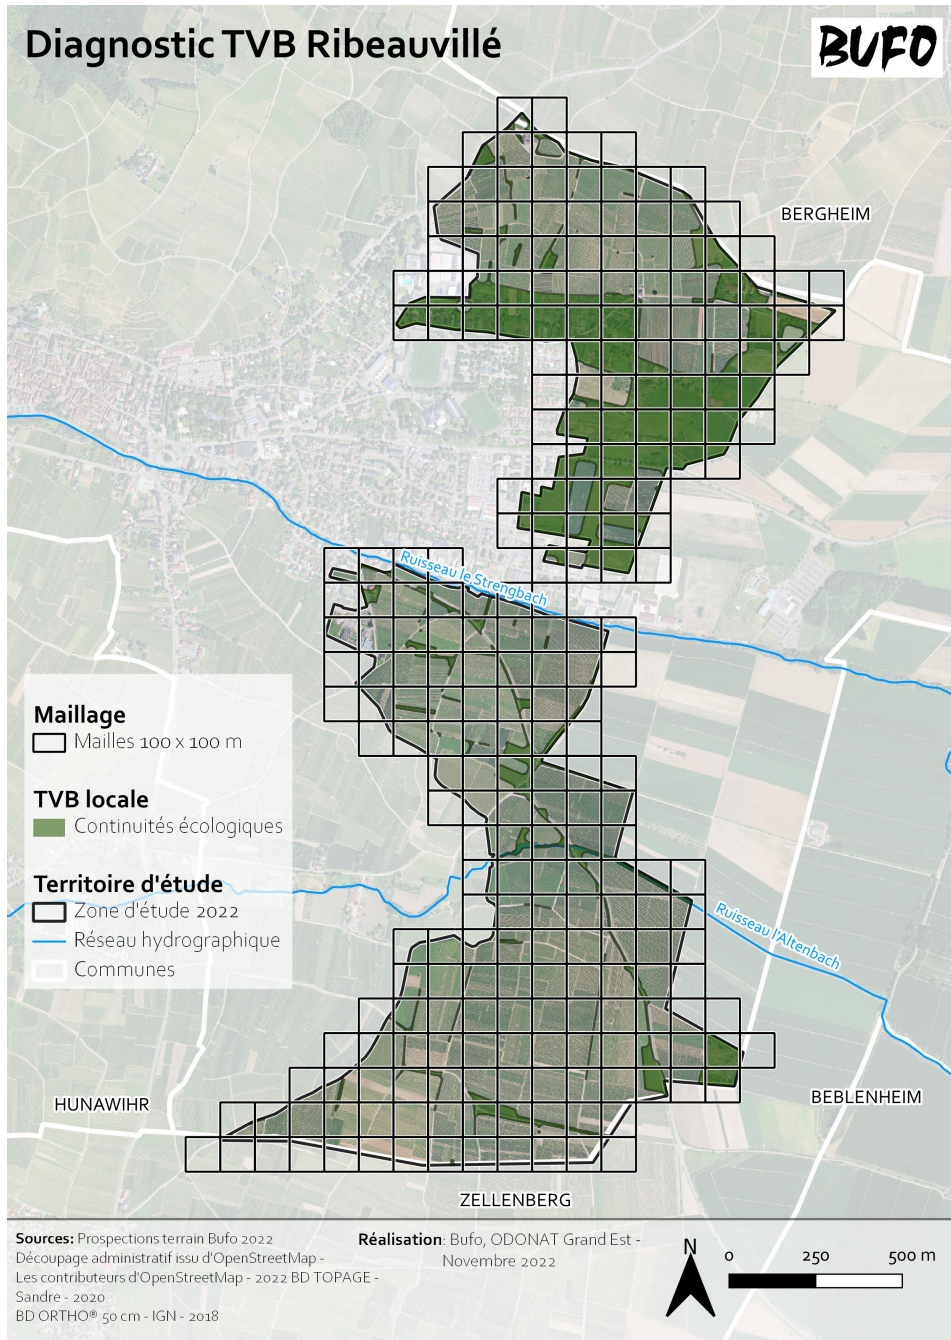 Diagnostic TVB Ribeauvillé
BUFO
BERGHEIM
Ruisseau le Strengbach
Maillage
Mailles 100 x 100 m
TVB locale
Continuités écologiques
Territoire d'étude
Zone d'étude 2022
Réseau hydrographique
Communes
Ruisseau l'Altenbach
HUNAWIHR
BEBLENHEIM
ZELLENBERG
Sources: Prospections terrain Bufo 2022
Découpage administratif issu d'OpenStreetMap -
Les contributeurs d'OpenStreetMap - 2022 BD TOPAGE -
Sandre - 2020
BD ORTHO® 50 cm - IGN - 2018
Réalisation: Bufo, ODONAT Grand Est -
Novembre 2022
N
0 250 500 m